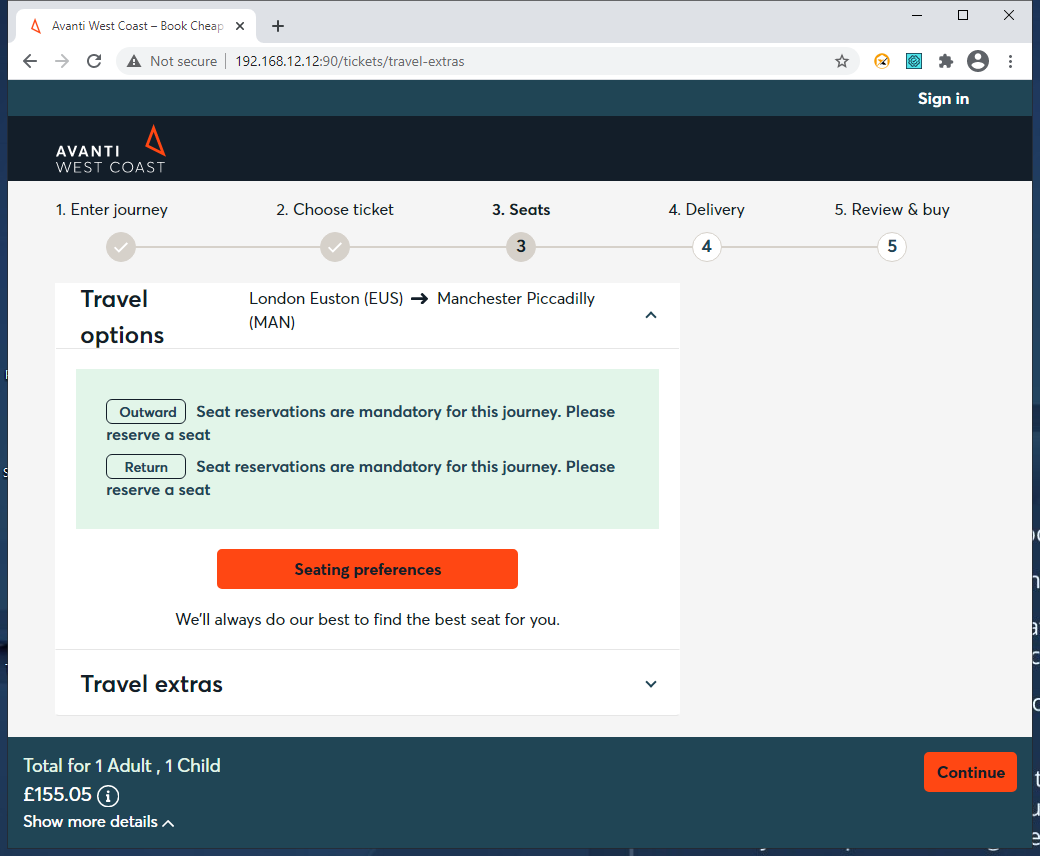 Avanti West Coast – Book Cheap
Not secure 192.168.12.12:90/tickets/travel-extras
Sign in
AVANTI
WEST COAST
1. Enter journey 2. Choose ticket 3. Seats 4. Delivery 5. Review & buy
3 4 5
Travel options
London Euston (EUS) → Manchester Piccadilly
(MAN)
Outward Seat reservations are mandatory for this journey. Please
reserve a seat
Return Seat reservations are mandatory for this journey. Please
reserve a seat
Seating preferences
We'll always do our best to find the best seat for you.
Travel extras
Total for 1 Adult , 1 Child
£155.05
Show more details
Continue